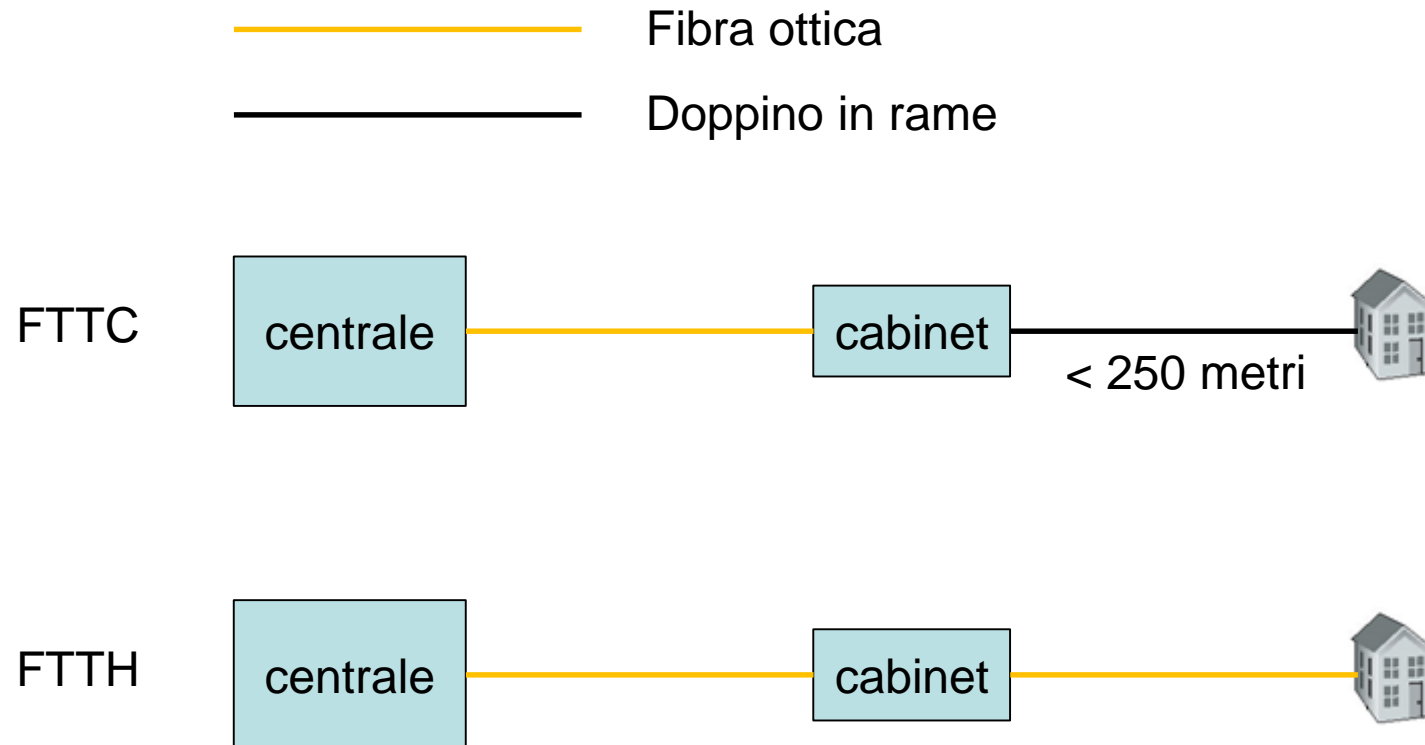 Fibra ottica
Doppino in rame
FTTC
centrale
cabinet
< 250 metri
FTTH
centrale
cabinet